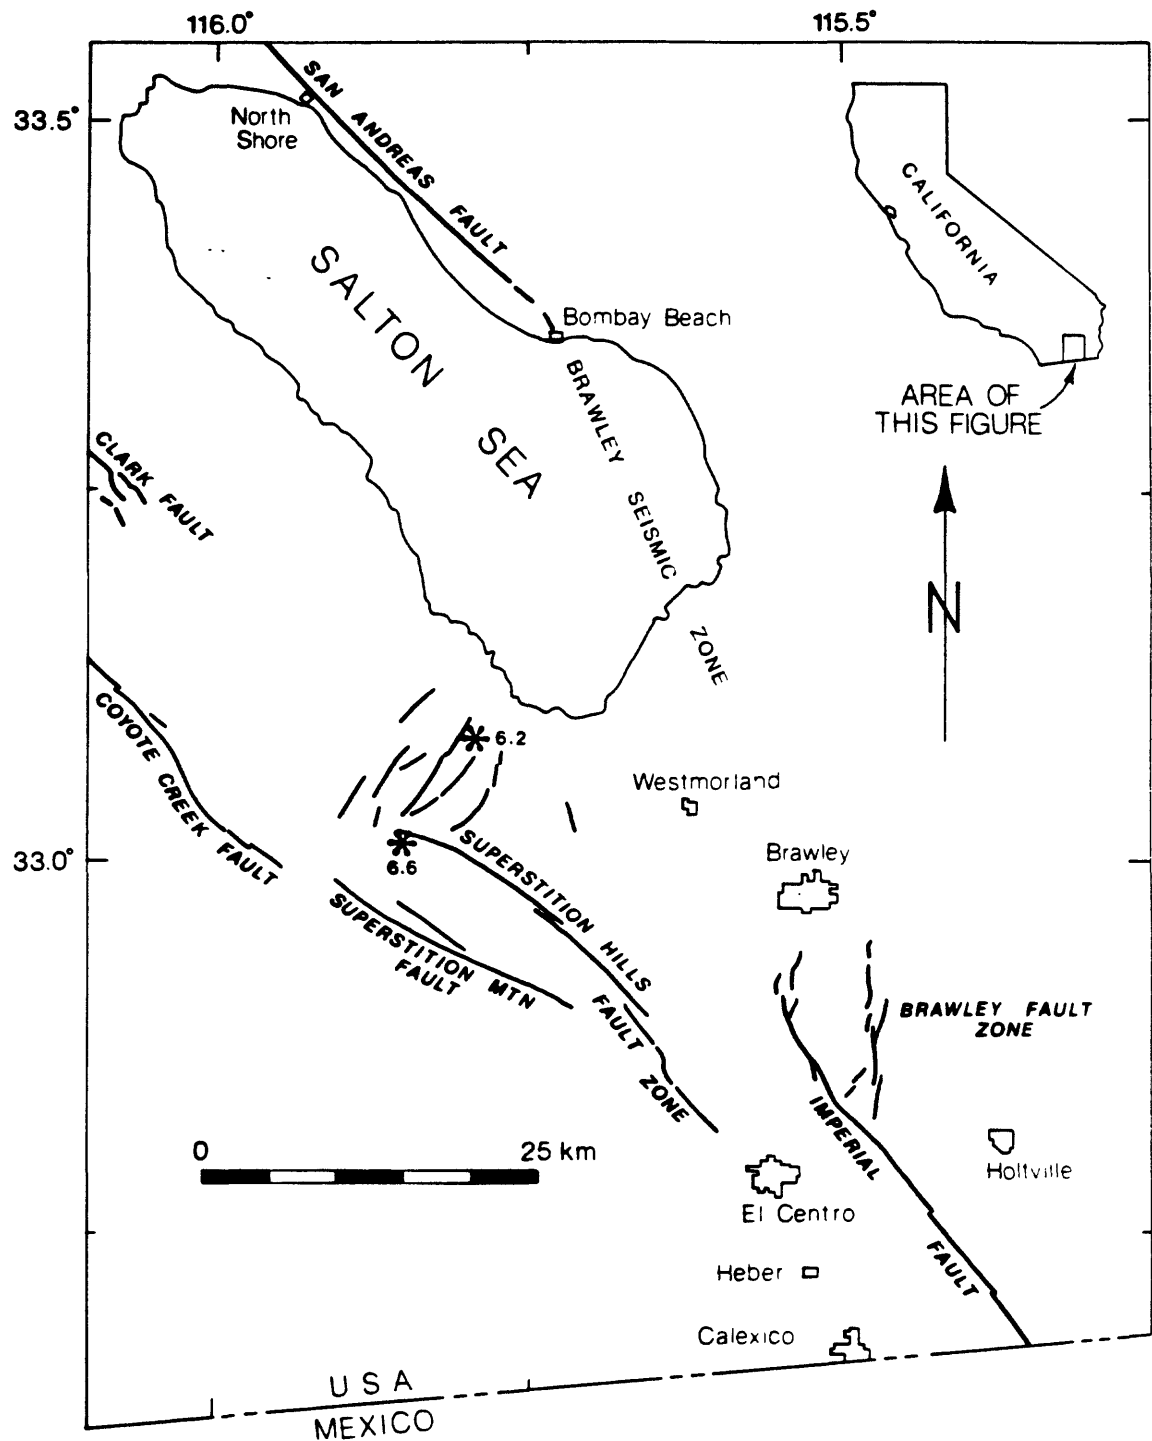 116.0°
115.5°
33.5°
33.0°
SAN ANDREAS FAULT
North
Shore
SALTON
SEA
Bombay Beach
BRAWLEY SEISMIC ZONE
CALIFORNIA
AREA OF
THIS FIGURE
N
CLARK FAULT
COYOTE CREEK FAULT
6.2
6.6
Westmorland
Brawley
SUPERSTITION HILLS
FAULT ZONE
SUPERSTITION MTN
FAULT
BRAWLEY FAULT
ZONE
IMPERIAL FAULT
0 25 km
El Centro
Holtville
Heber
Calexico
USA
MEXICO